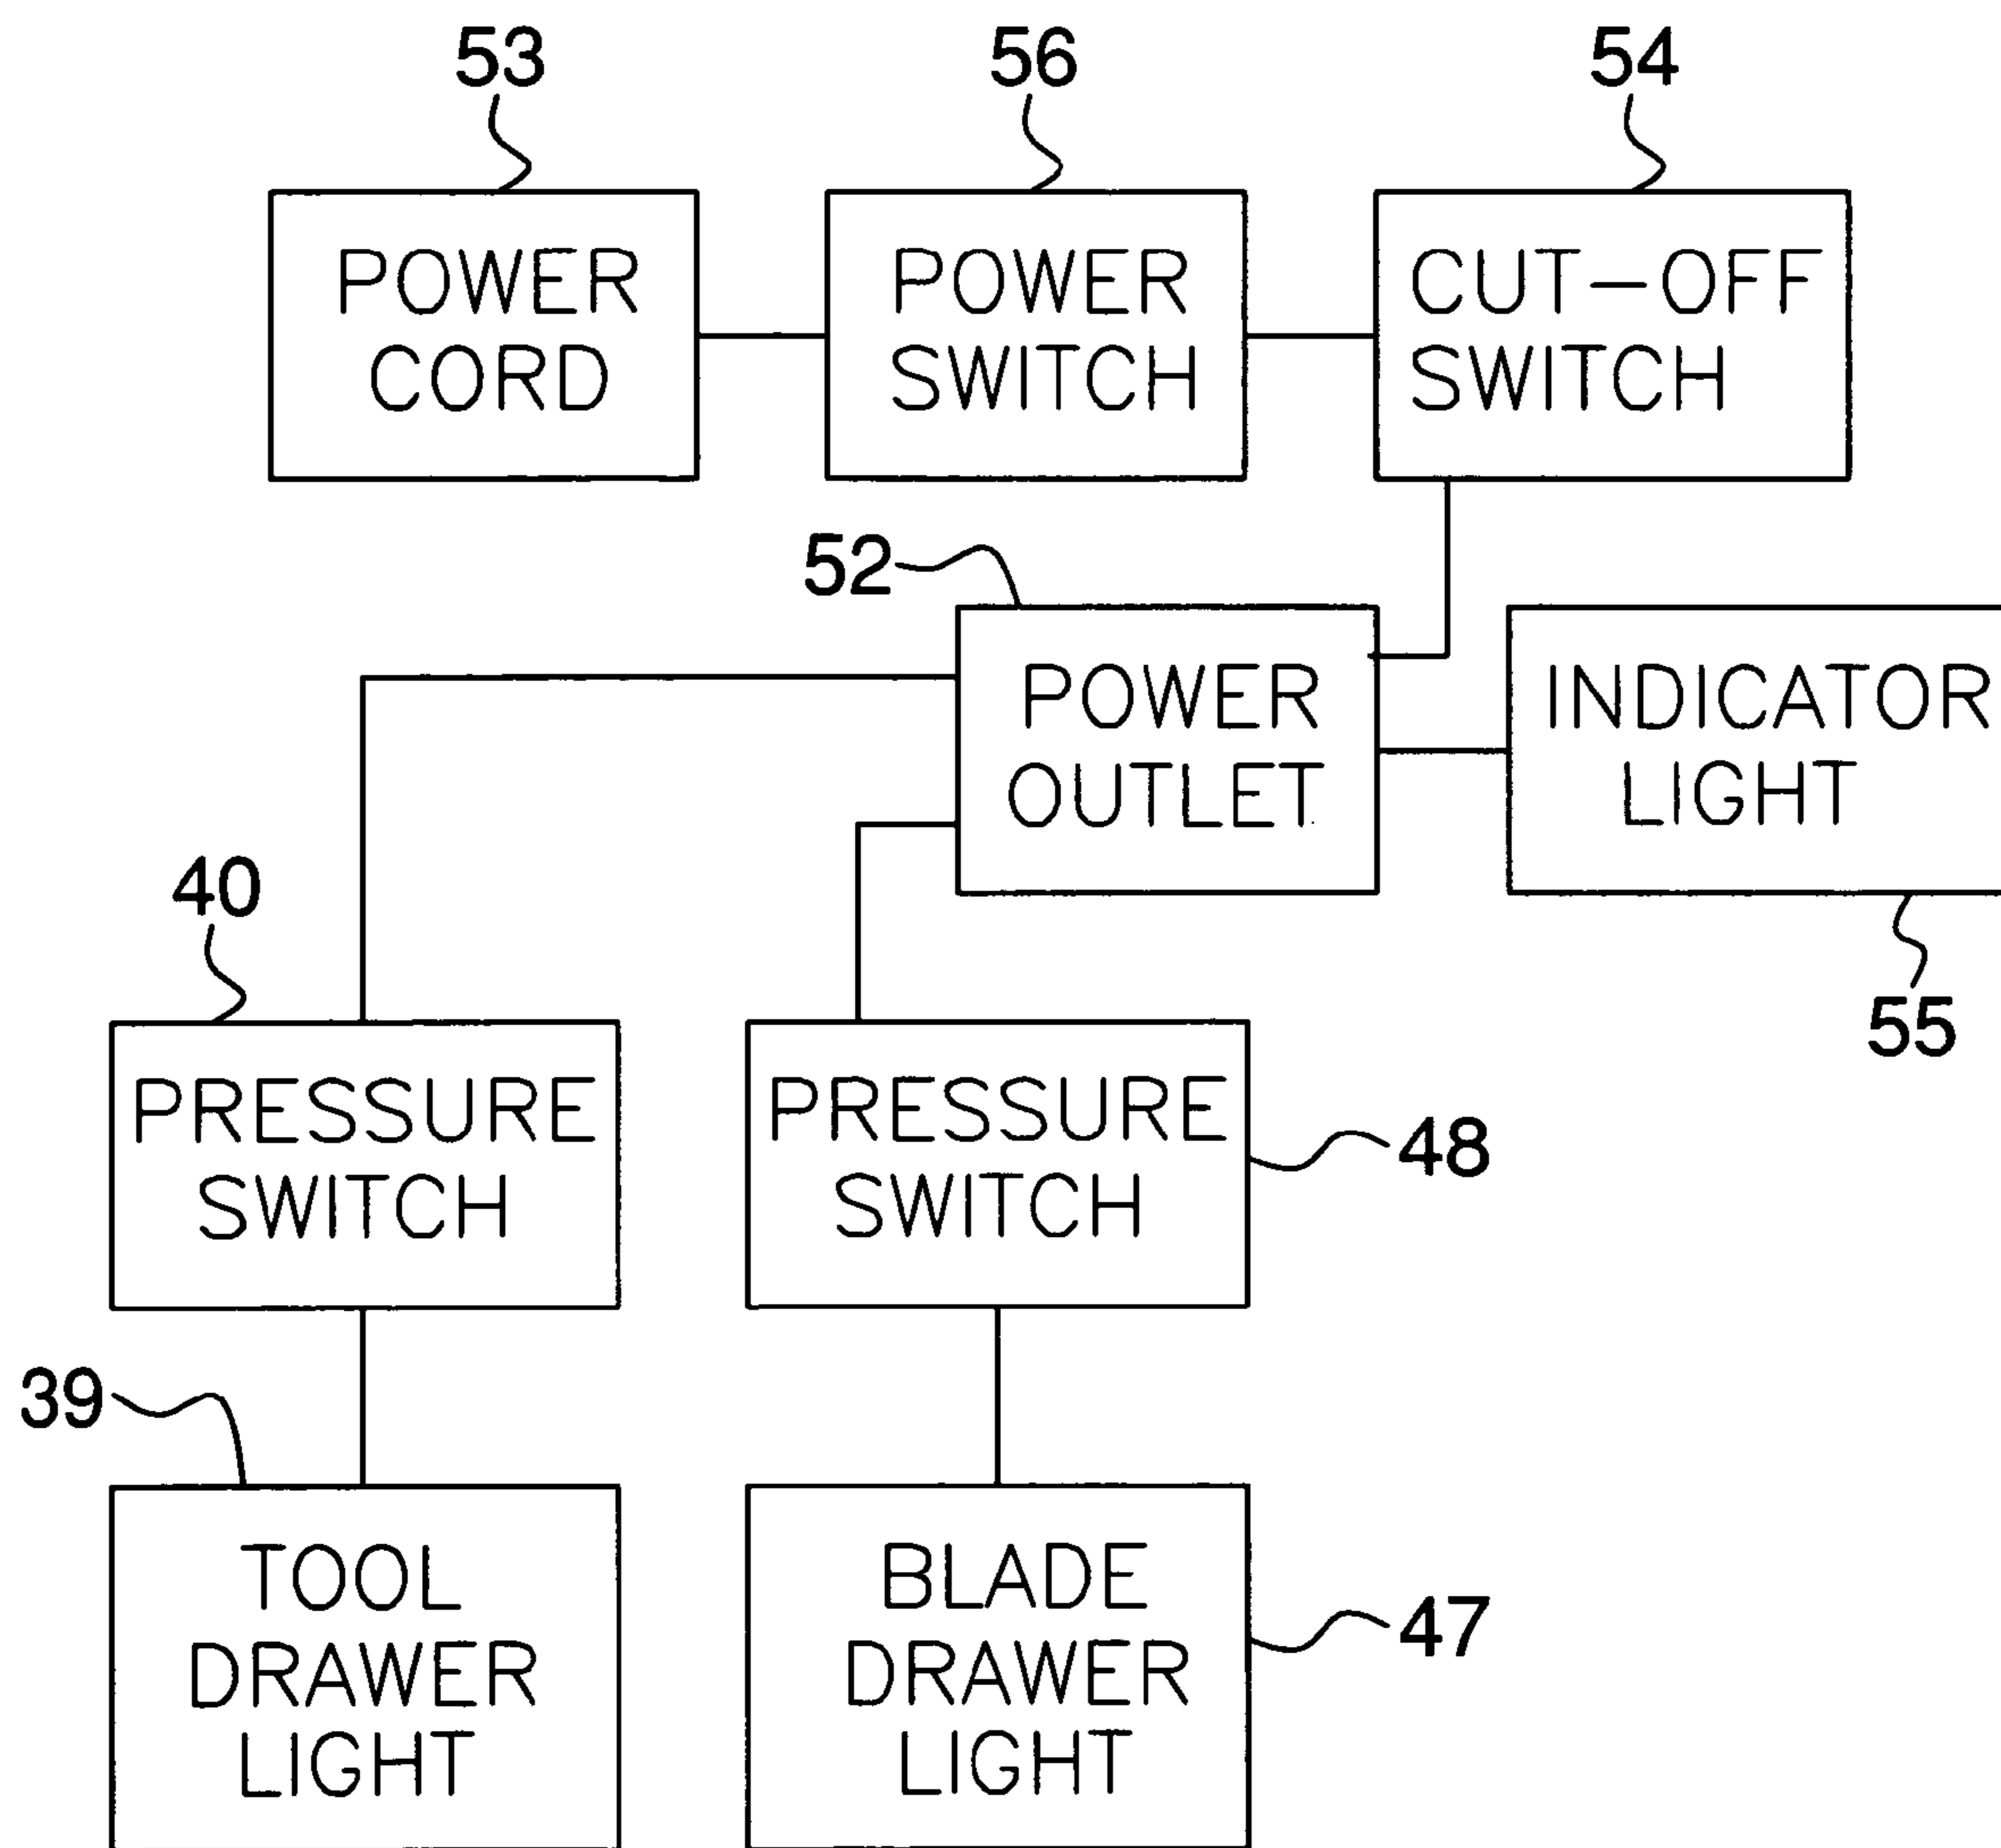 53
56
54
POWER
CORD
POWER
SWITCH
CUT-OFF
SWITCH
52
POWER
OUTLET
INDICATOR
LIGHT
55
40
PRESSURE
SWITCH
PRESSURE
SWITCH
48
39
TOOL
DRAWER
LIGHT
BLADE
DRAWER
LIGHT
47